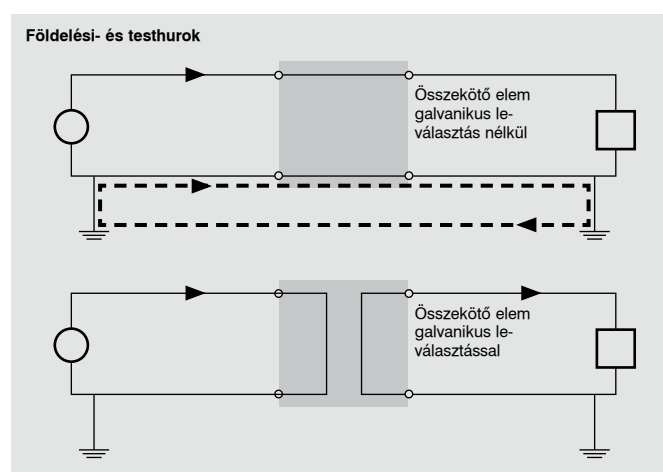 Földelési- és testhurok
Összekötő elem
galvanikus le-
választás nélkül
Összekötő elem
galvanikus le-
választással